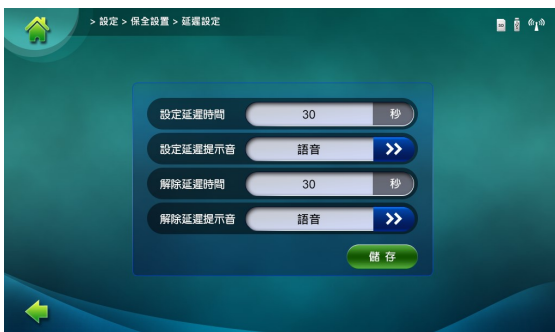 > 設定 > 保全設置 > 延遲設定
設定延遲時間 30 秒
設定延遲提示音 語音
解除延遲時間 30 秒
解除延遲提示音 語音
儲存